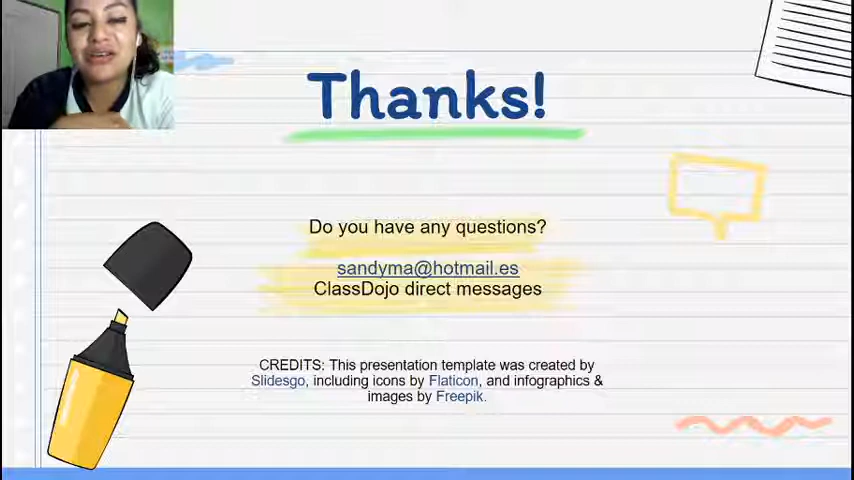 Thanks!
Do you have any questions?
sandyma@hotmail.es
ClassDojo direct messages
CREDITS: This presentation template was created by
Slidesgo, including icons by Flaticon, and infographics &
images by Freepik.